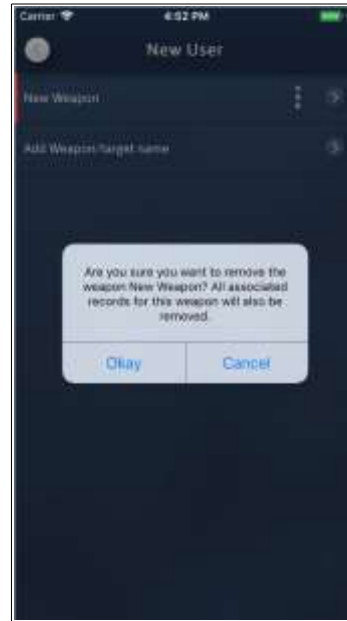 Carrier 4:52 PM
New User
New Weapon
Add Weapon/target name
Are you sure you want to remove the
weapon New Weapon? All associated
records for this weapon will also be
removed.
Okay
Cancel